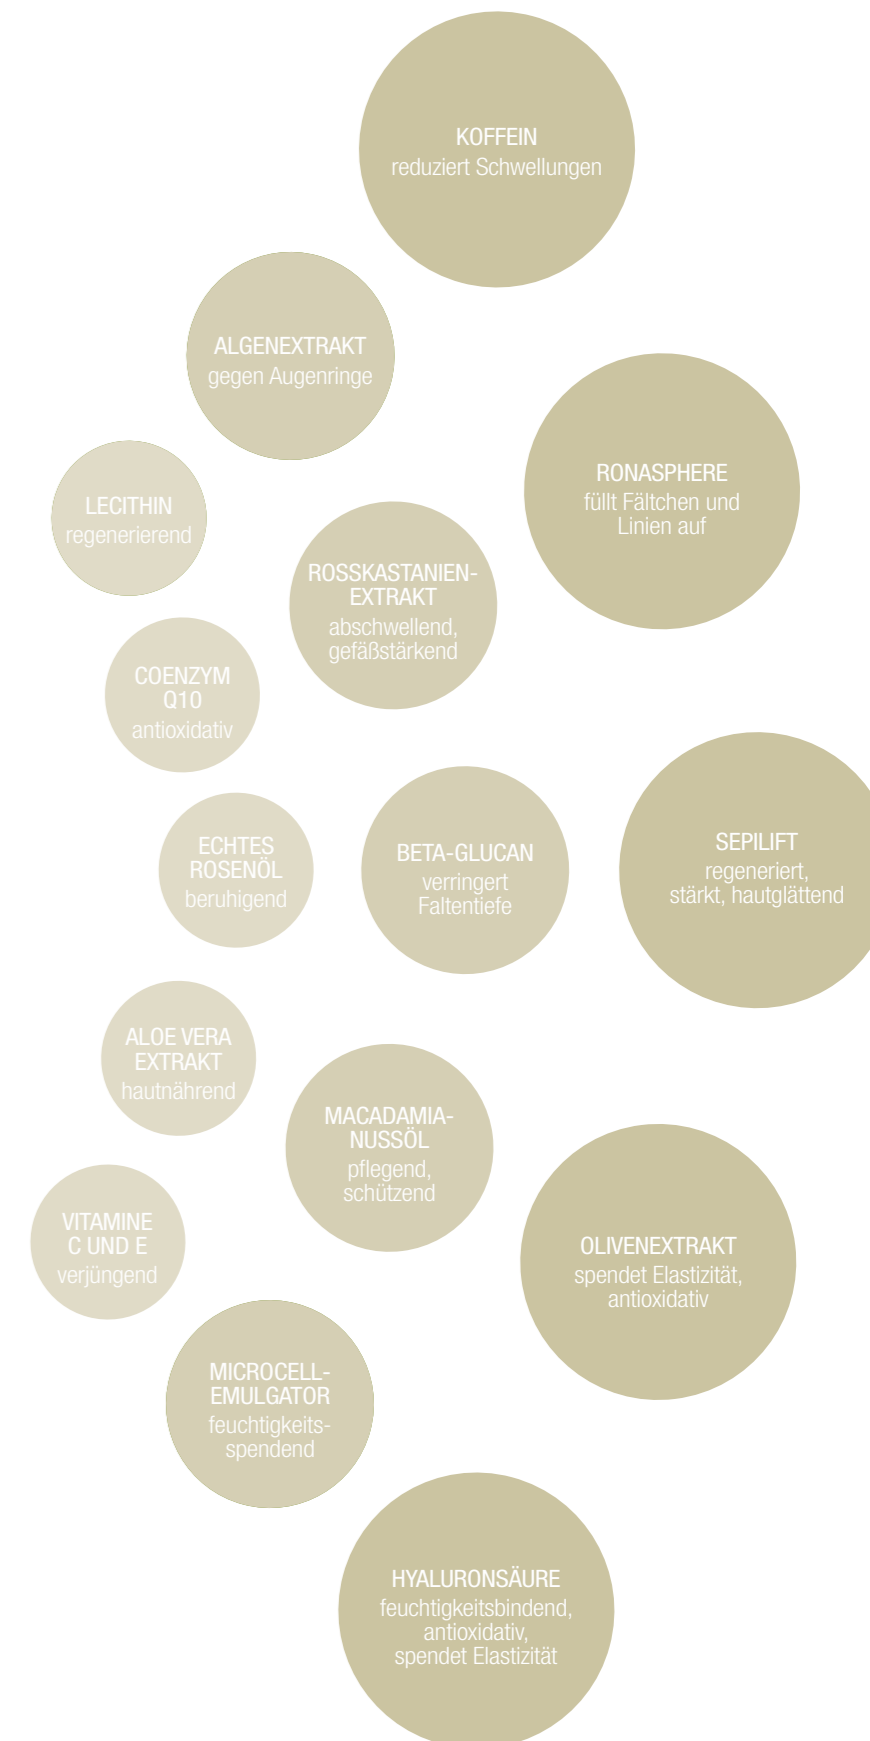 KOFFEIN
reduziert Schwellungen
ALGENEXTRAKT
gegen Augenringe
RONASPHERE
füllt Fältchen und
Linien auf
LECITHIN
regenerierend
ROSSKASTANIEN-
EXTRAKT
abschwellend,
gefäßstärkend
COENZYM
Q10
antioxidativ
ECHTES
ROSENÖL
beruhigend
BETA-GLUCAN
verringert
Faltentiefe
SEPILIFT
regeneriert,
stärkt, hautglättend
ALOE VERA
EXTRAKT
hautnährend
MACADAMIA-
NUSSÖL
pflegend,
schützend
VITAMINE
C UND E
verjüngend
OLIVENEXTRAKT
spendet Elastizität,
antioxidativ
MICROCELL-
EMULGATOR
feuchtigkeits-
spendend
HYALURONSÄURE
feuchtigkeitsbindend,
antioxidativ,
spendet Elastizität